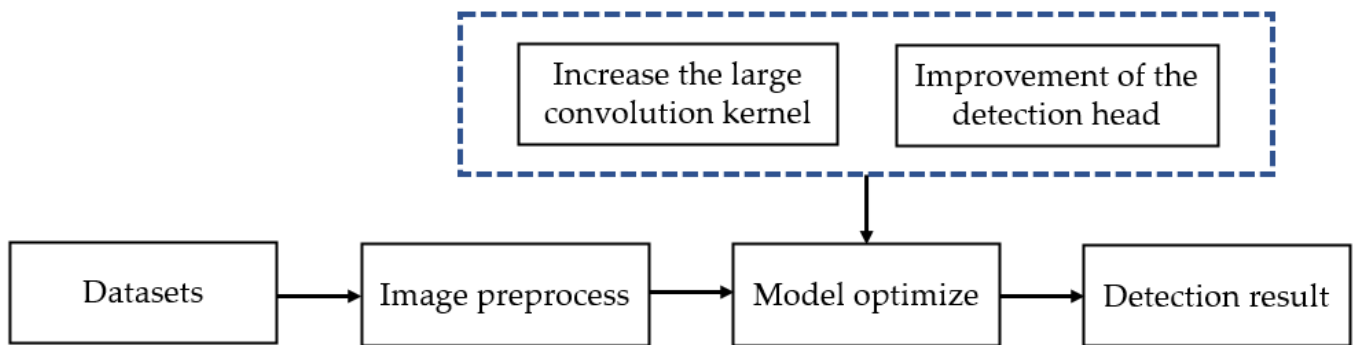 Increase the large
convolution kernel
Improvement of the
detection head
Datasets
Image preprocess
Model optimize
Detection result